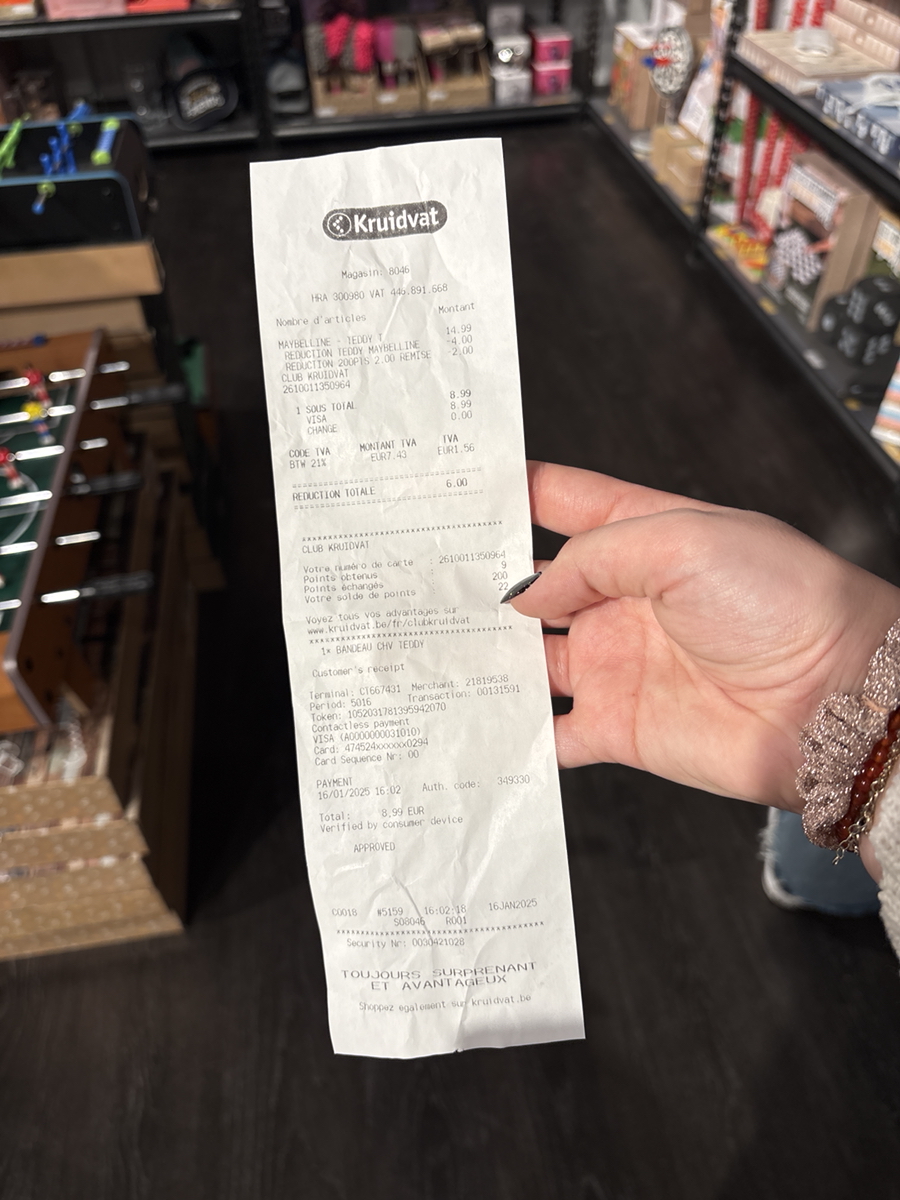 Kruidvat
Magasin: 8046
HRA 300980 VAT 446.891.668
Nombre d'articles Montant
MAYBELLINE - TEDDY T 14.99
REDUCTION TEDDY MAYBELLINE -4.00
REDUCTION 200PTS 2.00 REMISE -2.00
CLUB KRUIDVAT
2610011350964
1 SOUS TOTAL 8.99
VISA 8.99
CHANGE 0.00
CODE TVA MONTANT TVA TVA
BTW 21% EUR7.43 EUR1.56
================================
REDUCTION TOTALE 6.00
================================
************************************
CLUB KRUIDVAT
Votre numéro de carte : 2610011350964
Points obtenus : 9
Points échangés : 200
Votre solde de points : 22
Voyez tous vos advantages sur
www.kruidvat.be/fr/clubkruidvat
************************************
1* BANDEAU CHV TEDDY
Customer's receipt
Terminal: CT667431 Merchant: 21819538
Period: 5016 Transaction: 00131591
Token: 1052031781395942070
Contactless payment
VISA (A0000000031010)
Card: 474524xxxxxx0294
Card Sequence Nr: 00
PAYMENT
16/01/2025 16:02 Auth. code: 349330
Total: 8,99 EUR
Verified by consumer device
APPROVED
C0018 #5159 16:02:18 16JAN2025
S08046 R001
************************************
Security Nr: 0030421028
TOUJOURS SURPRENANT
ET AVANTAGEUX
Shoppez egalement sur kruidvat.be